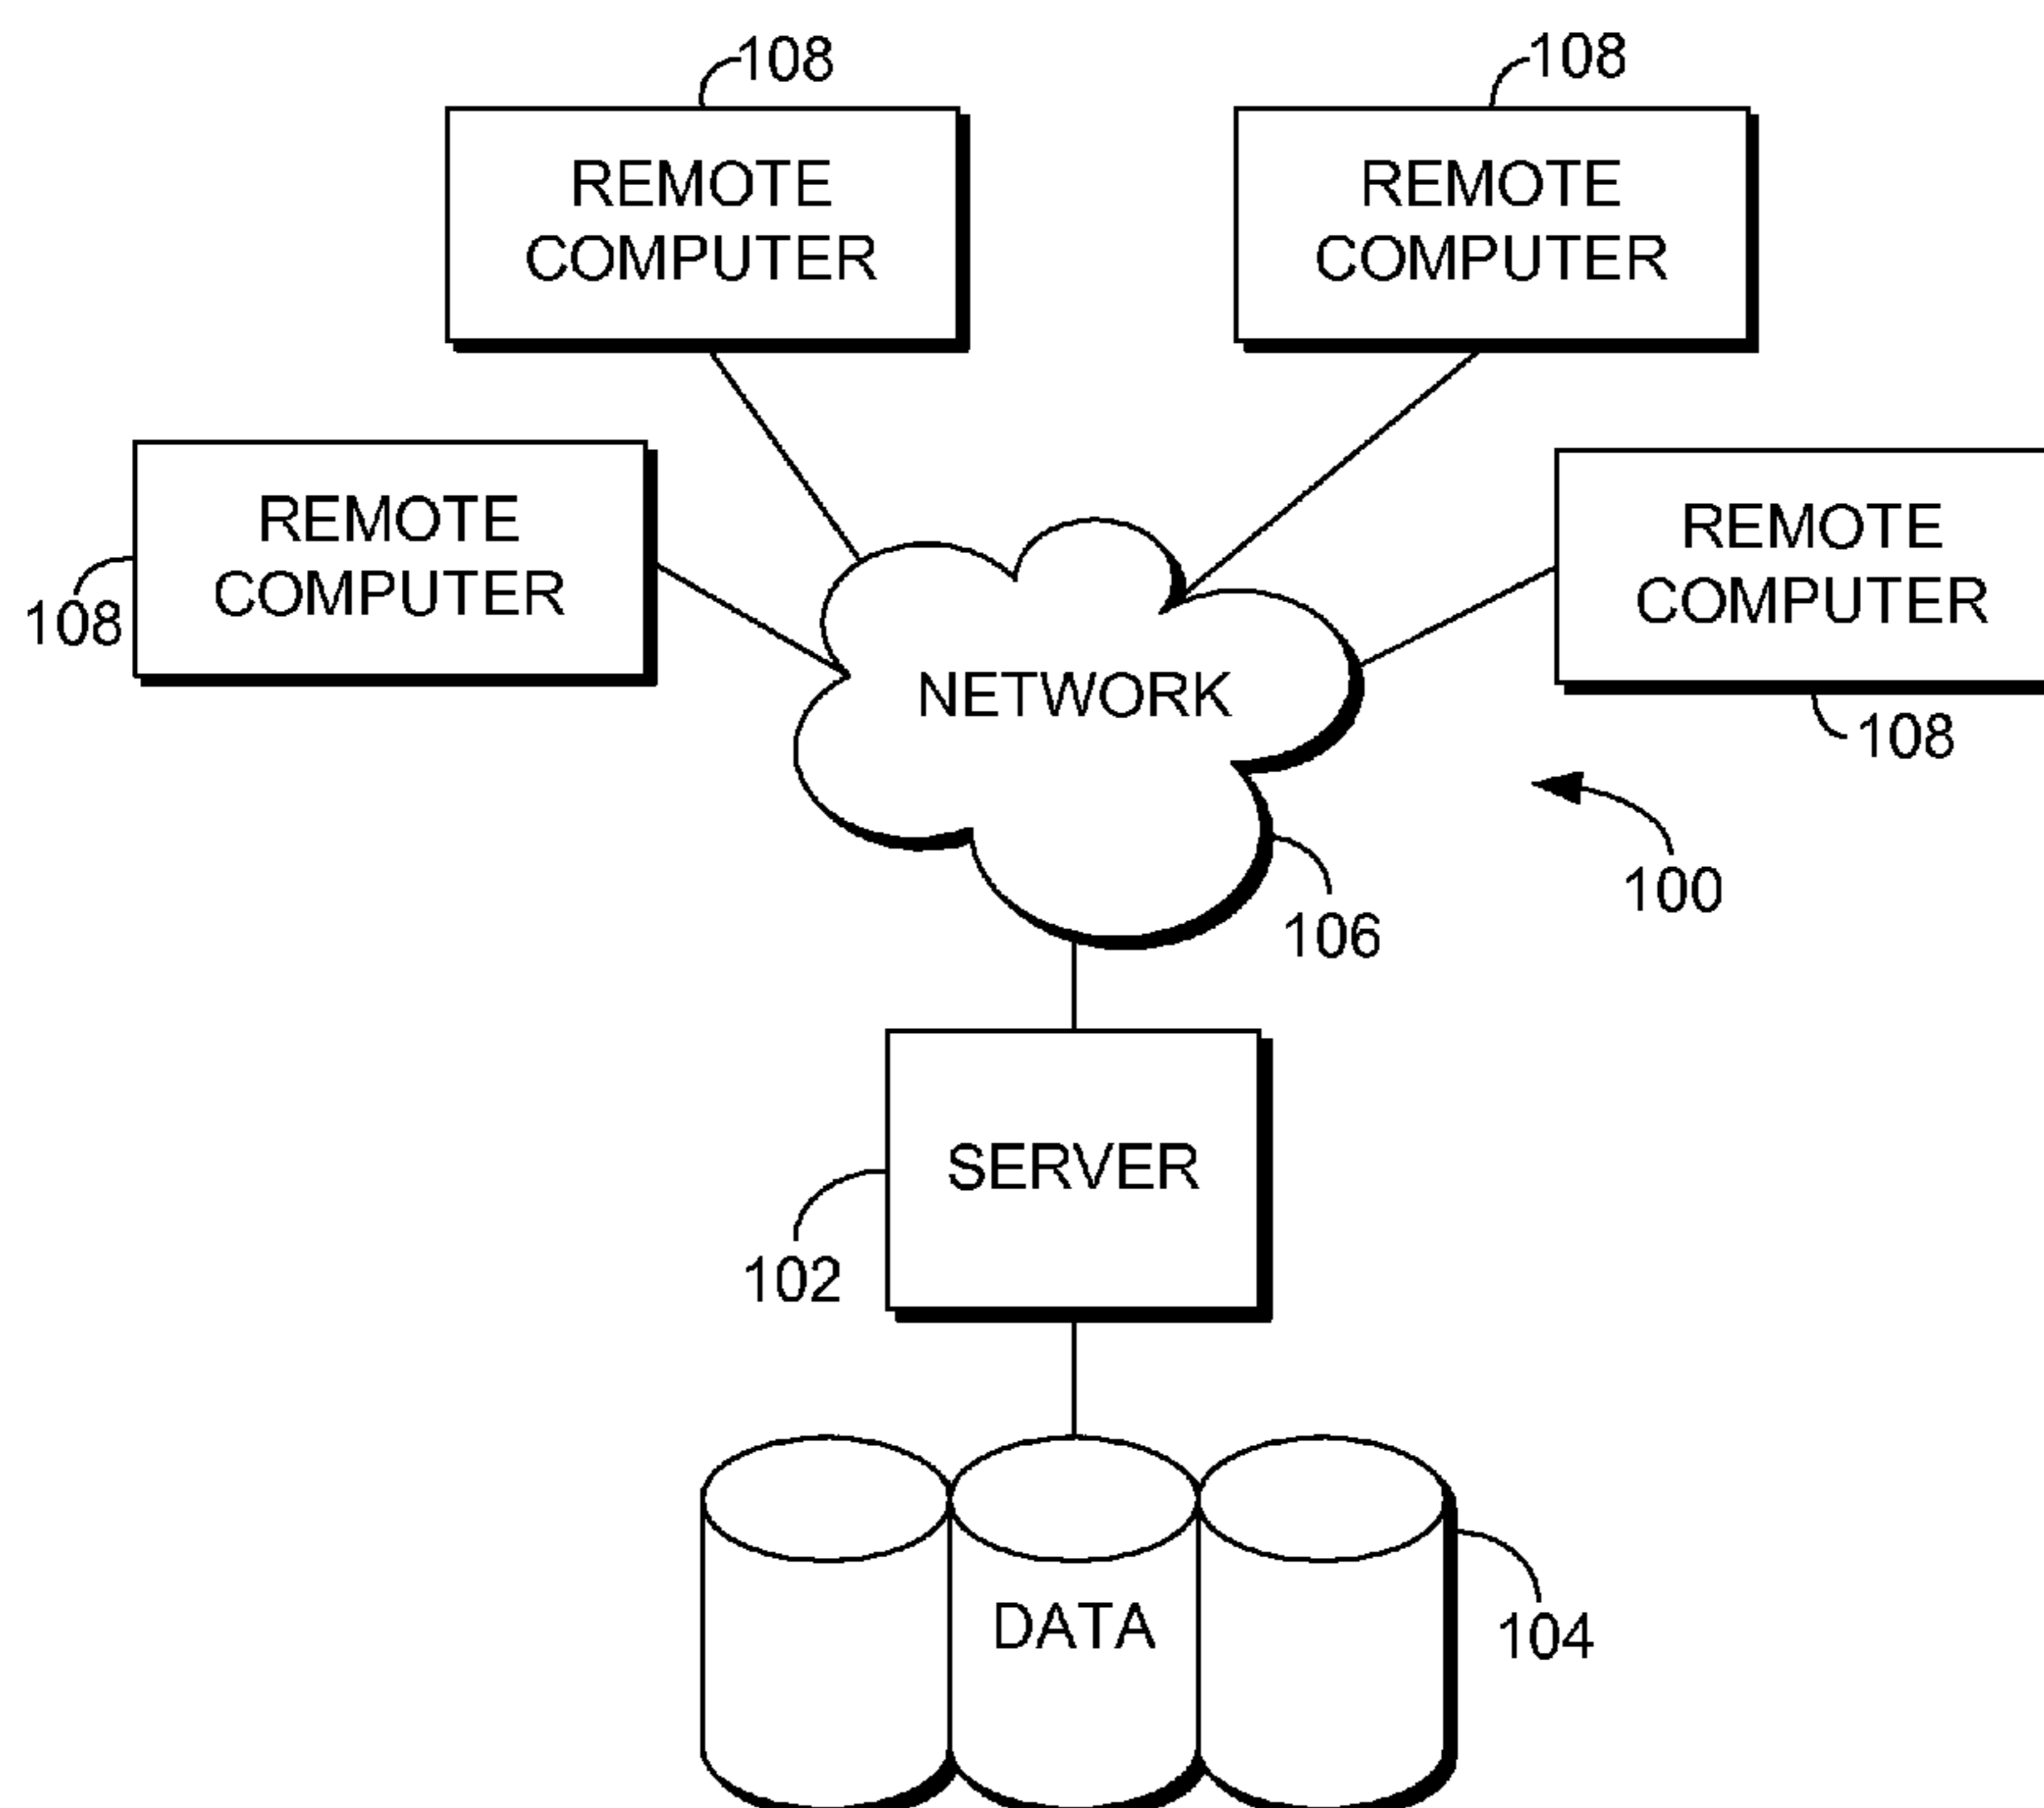 108
108
REMOTE
COMPUTER
REMOTE
COMPUTER
REMOTE
COMPUTER
REMOTE
COMPUTER
108
NETWORK
108
100
106
SERVER
102
DATA
104